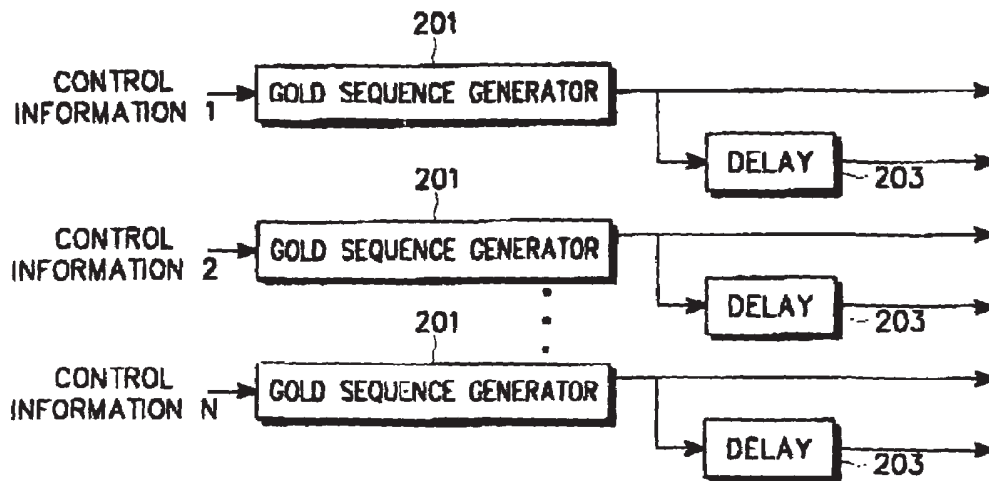 201
CONTROL
INFORMATION 1
GOLD SEQUENCE GENERATOR
DELAY
203
201
CONTROL
INFORMATION 2
GOLD SEQUENCE GENERATOR
DELAY
203
201
CONTROL
INFORMATION N
GOLD SEQUENCE GENERATOR
DELAY
203